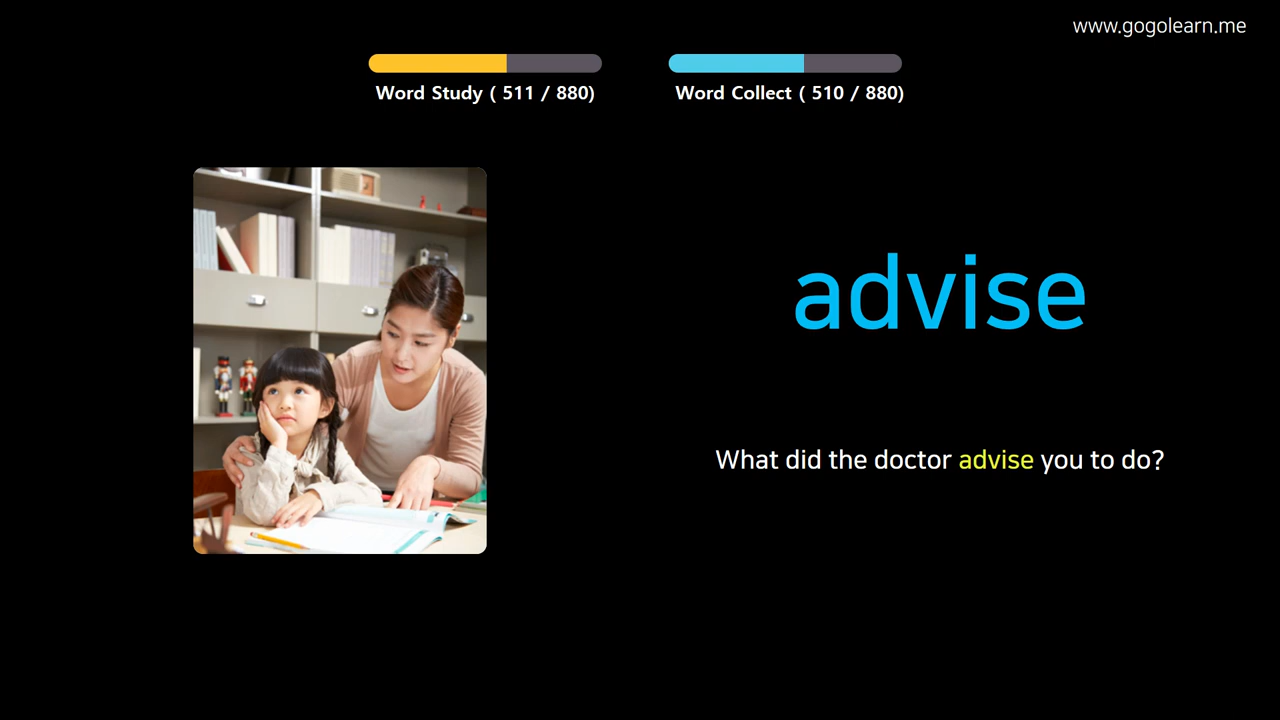 www.gogolearn.me
Word Study ( 511 / 880)
Word Collect ( 510 / 880)
advise
What did the doctor advise you to do?